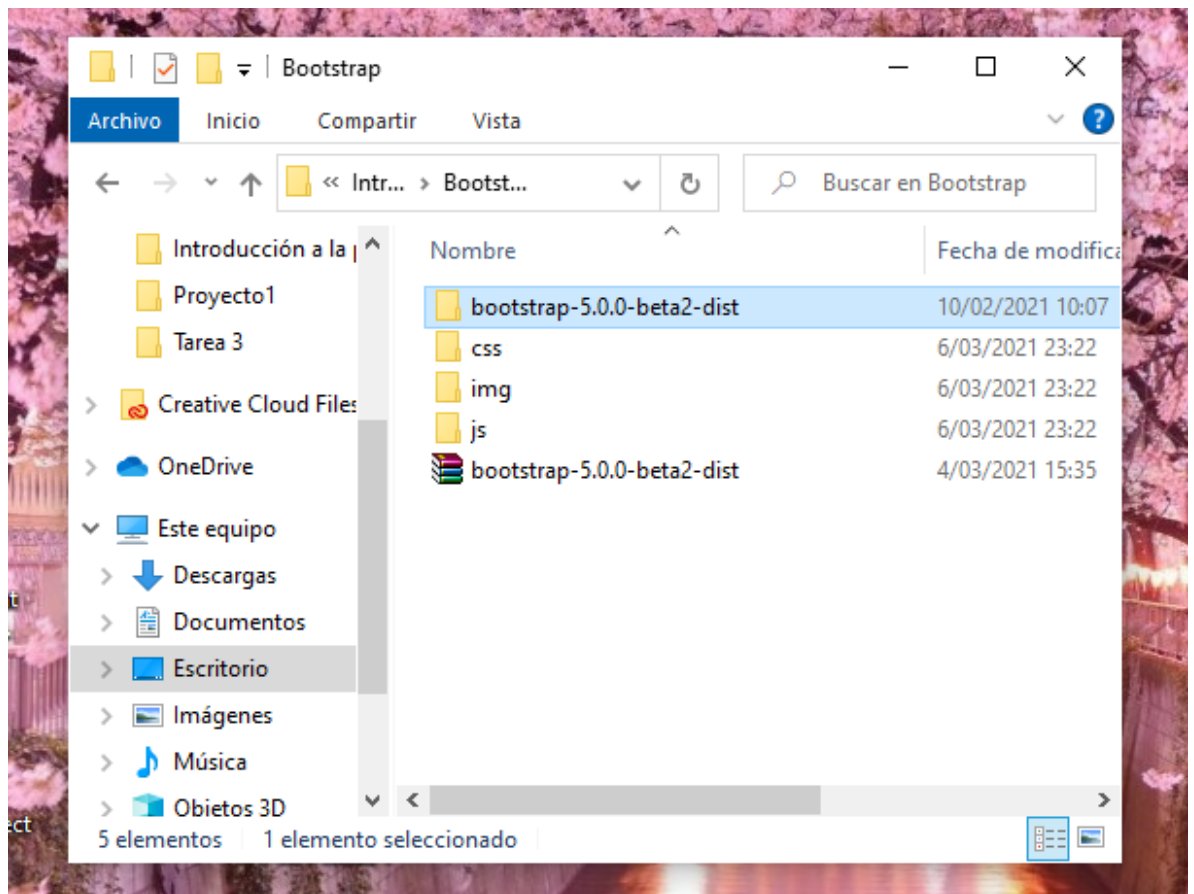 Bootstrap
Archivo Inicio Compartir Vista
« Intr... › Bootst... Buscar en Bootstrap
Introducción a la p
Proyecto1
Tarea 3
Creative Cloud Files
OneDrive
Este equipo
Descargas
Documentos
Escritorio
Imágenes
Música
Objetos 3D
Nombre Fecha de modifica
bootstrap-5.0.0-beta2-dist 10/02/2021 10:07
css 6/03/2021 23:22
img 6/03/2021 23:22
js 6/03/2021 23:22
bootstrap-5.0.0-beta2-dist 4/03/2021 15:35
5 elementos 1 elemento seleccionado
ect